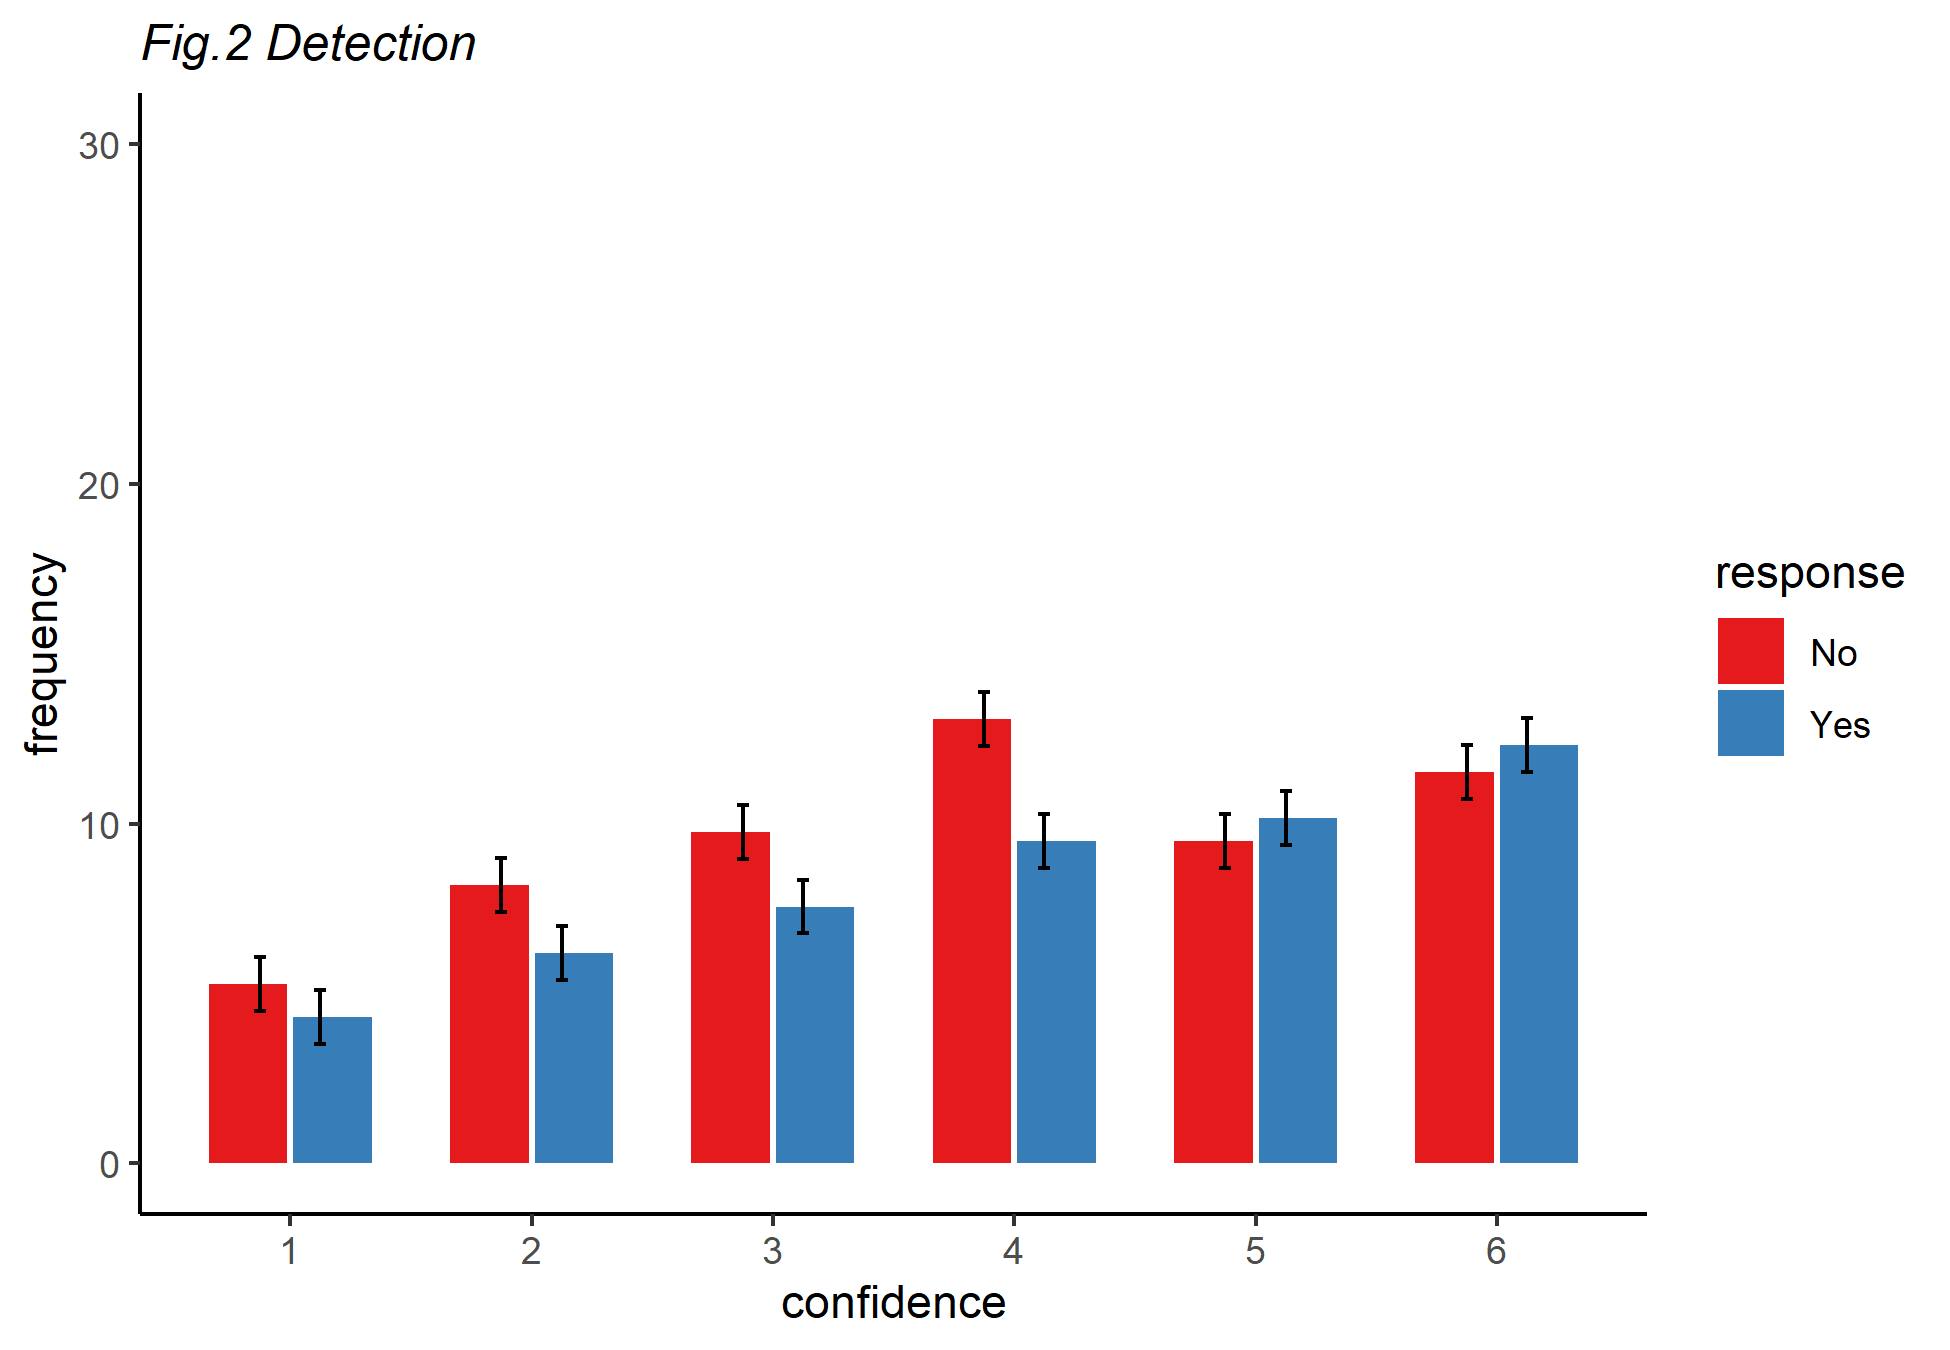 Fig.2 Detection
30
20
10
0
frequency
1 2 3 4 5 6
confidence
response
No
Yes